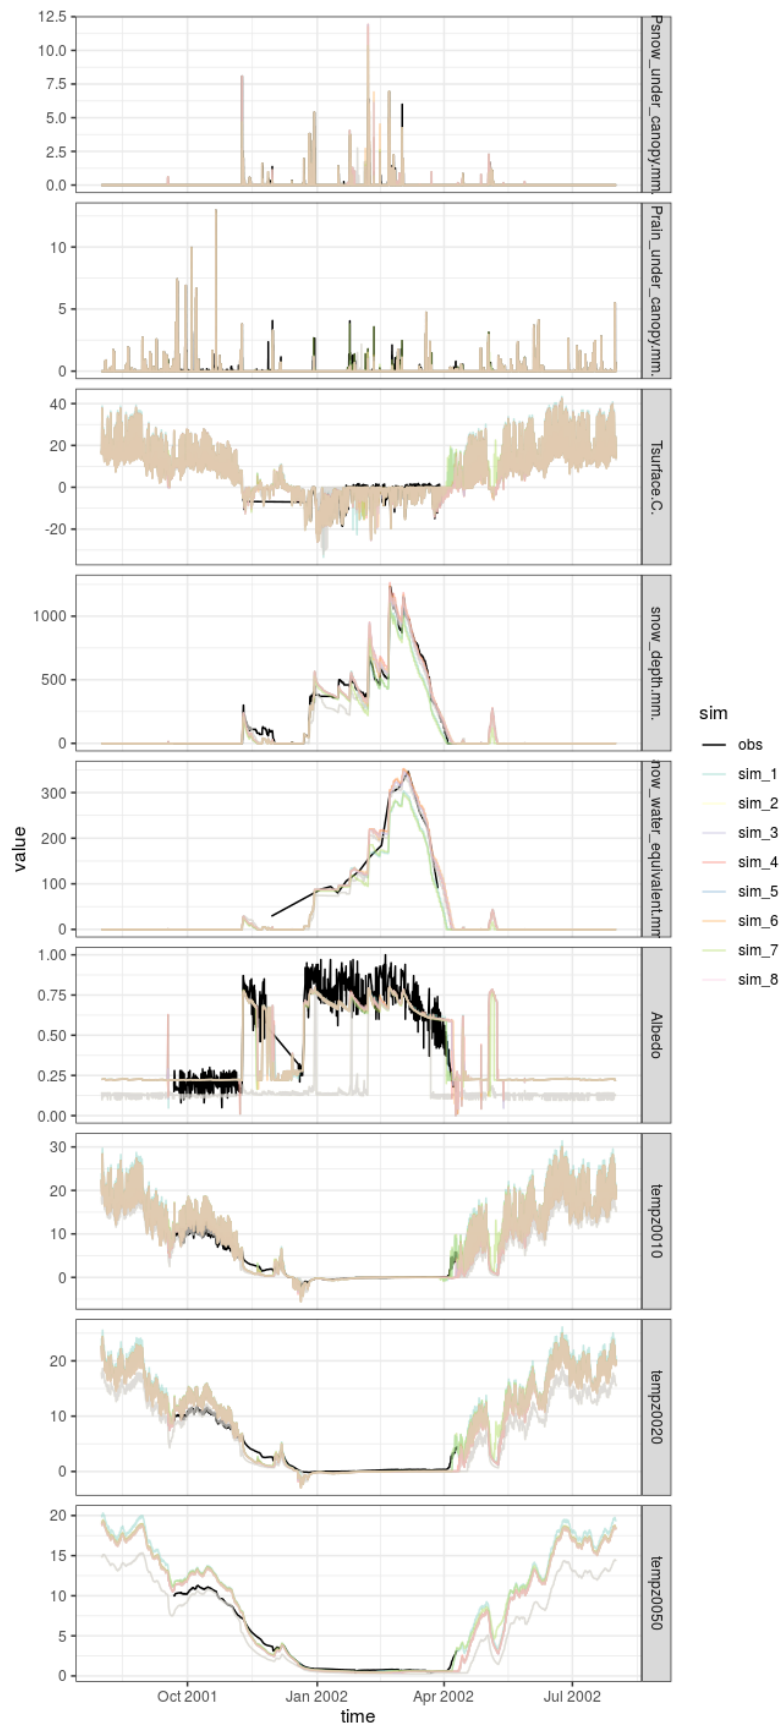 12.5
10.0
7.5
5.0
2.5
0.0
Psnow_under_canopy.mm.
10
5
0
Prain_under_canopy.mm.
40
20
0
-20
Tsurface.C.
1000
500
0
snow_depth.mm.
300
200
100
0
now_water_equivalent.mm
1.00
0.75
0.50
0.25
0.00
Albedo
30
20
10
0
tempz0010
20
10
0
tempz0020
20
15
10
5
0
tempz0050
value
Oct 2001
Jan 2002
Apr 2002
Jul 2002
time
sim
obs
sim_1
sim_2
sim_3
sim_4
sim_5
sim_6
sim_7
sim_8